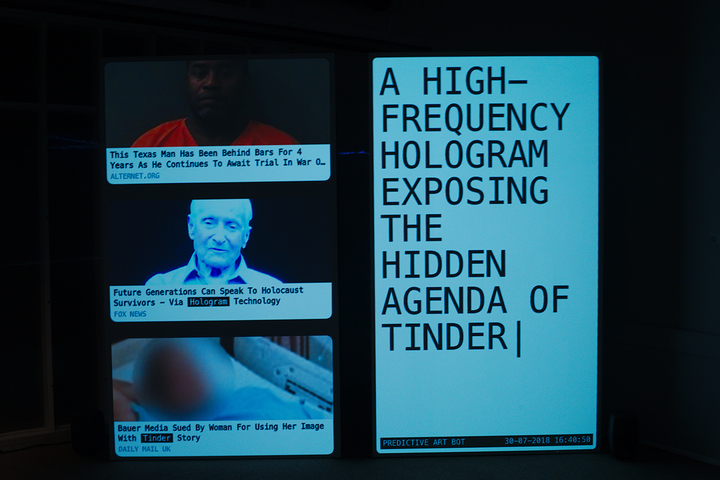 This Texas Man Has Been Behind Bars For 4
Years As He Continues To Await Trial In War O…
ALTERNET.ORG
Future Generations Can Speak To Holocaust
Survivors – Via Hologram Technology
FOX NEWS
Bauer Media Sued By Woman For Using Her Image
With Tinder Story
DAILY MAIL UK
A HIGH–
FREQUENCY
HOLOGRAM
EXPOSING
THE
HIDDEN
AGENDA OF
TINDER|
PREDICTIVE ART BOT 30-07-2018 16:40:50